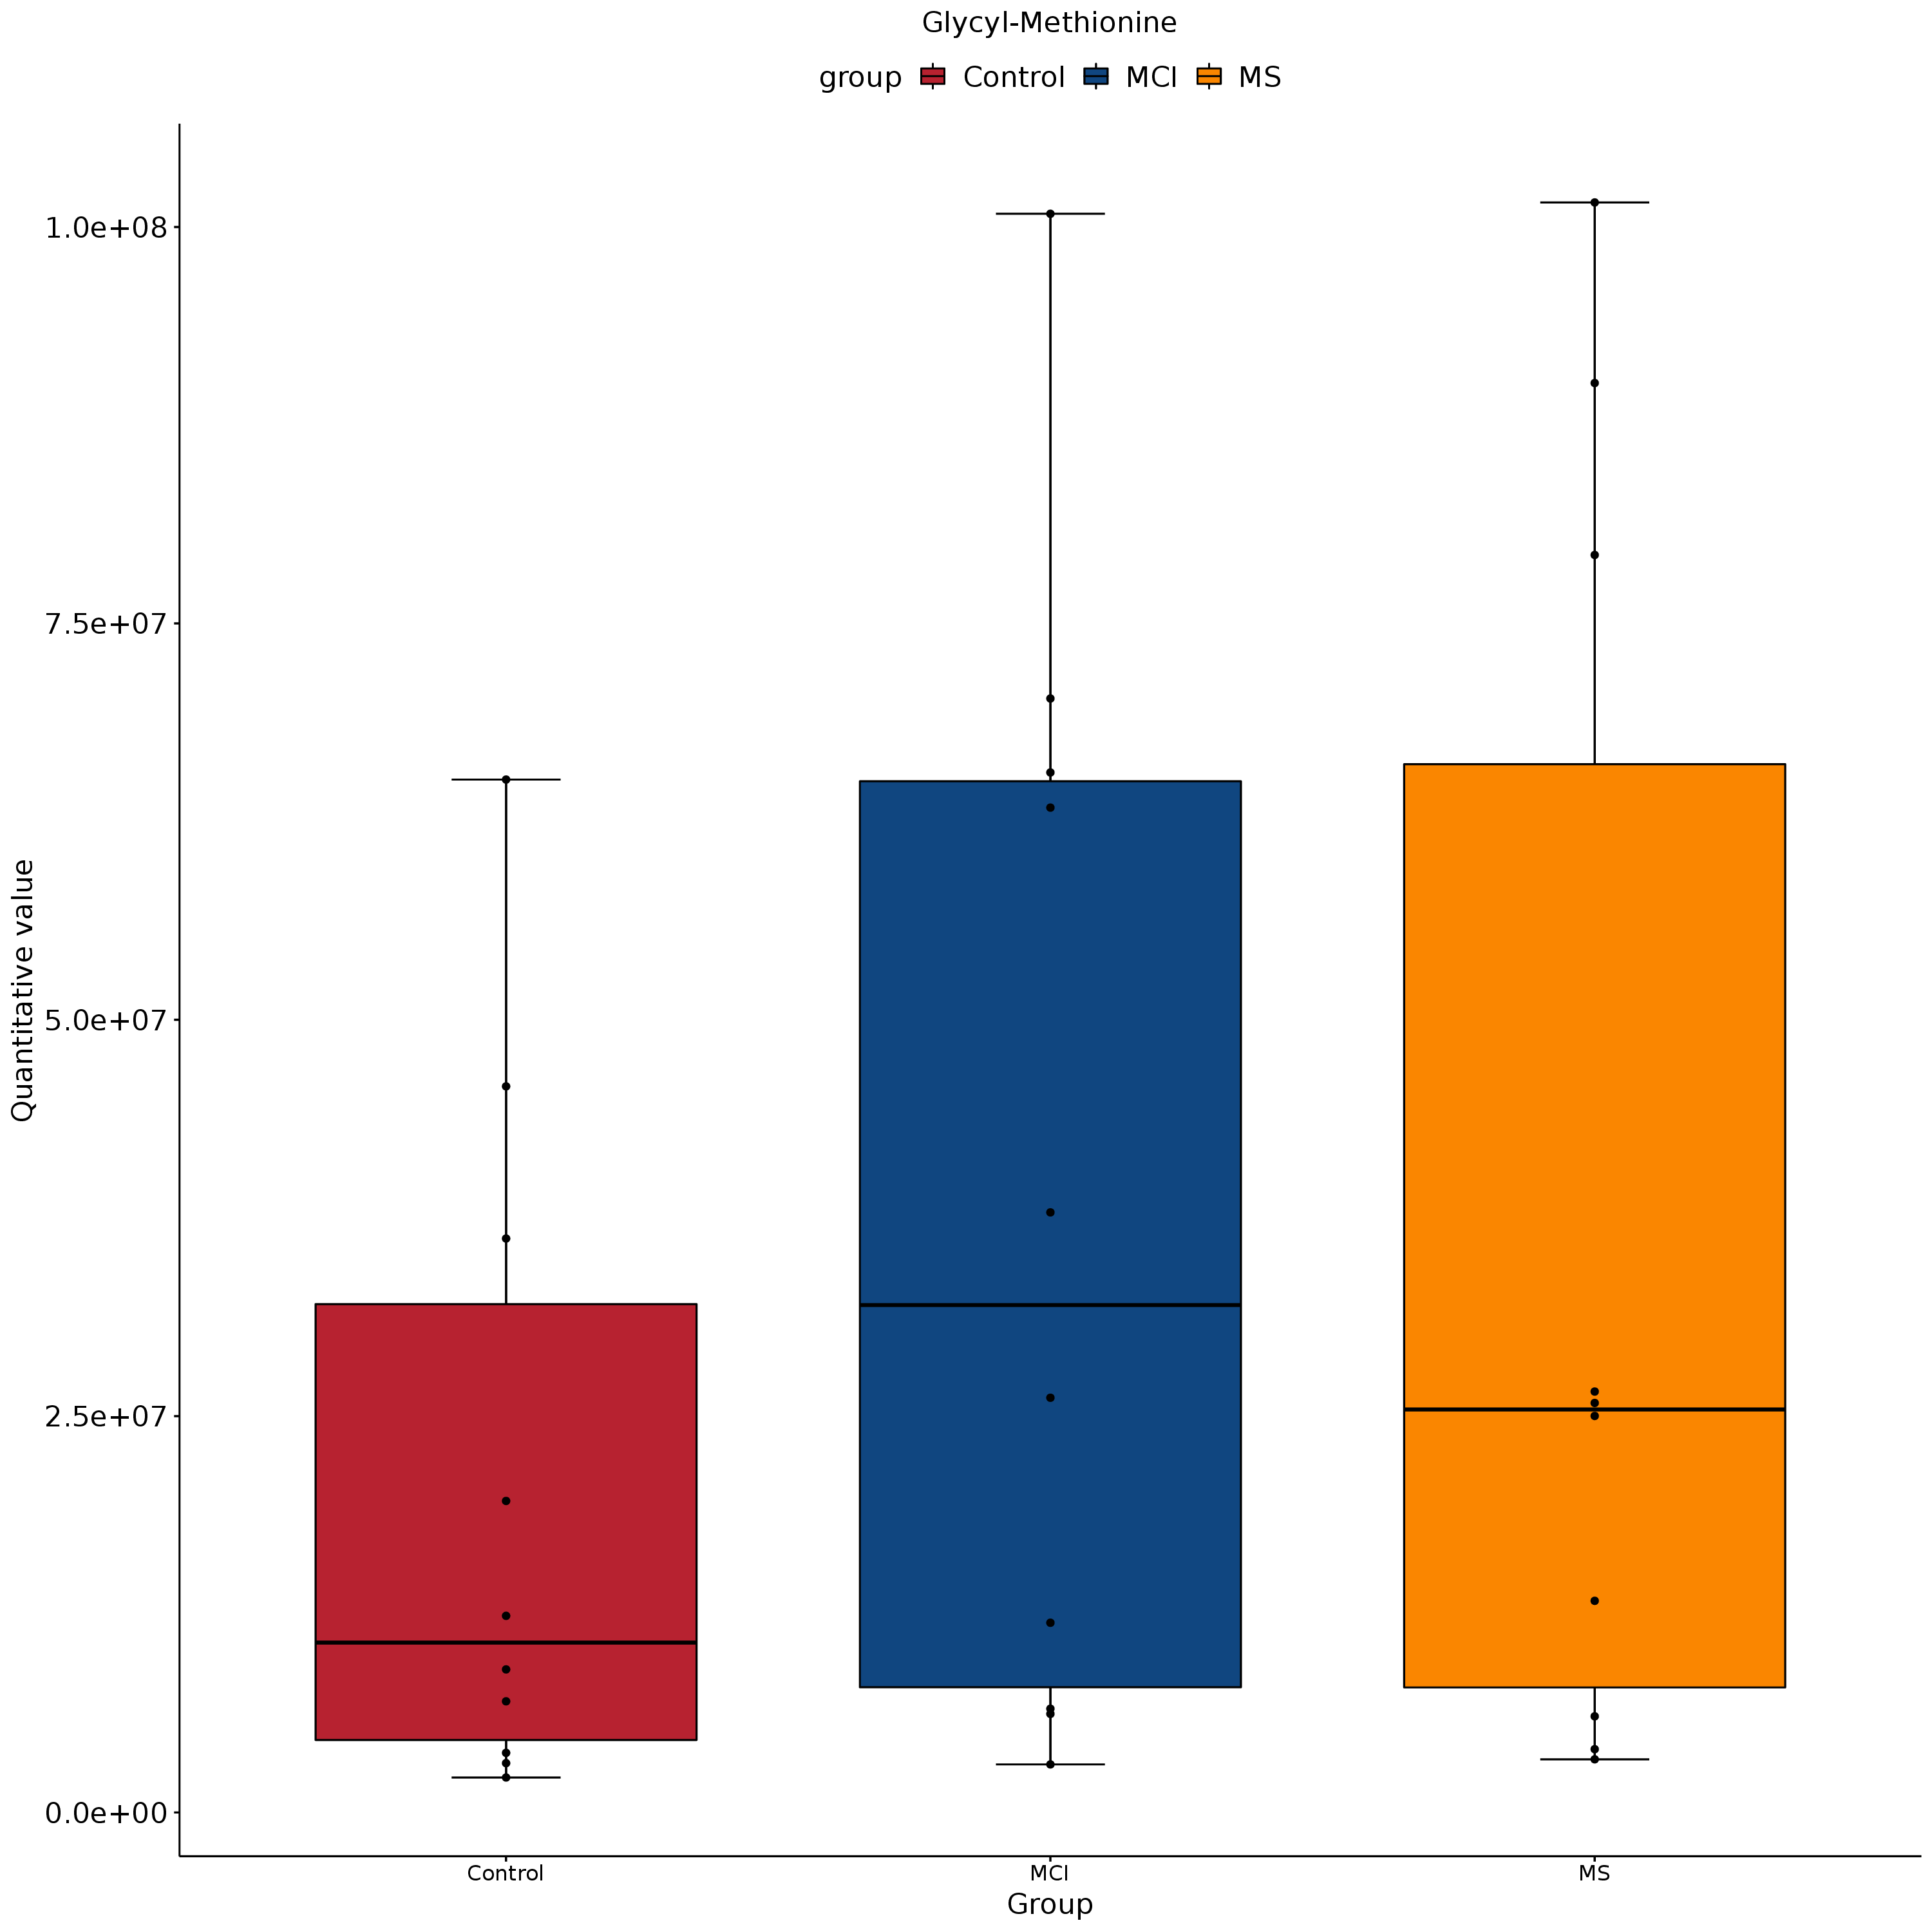 Glycyl-Methionine
group Control MCI MS
1.0e+08
7.5e+07
5.0e+07
2.5e+07
0.0e+00
Quantitative value
Control MCI MS
Group